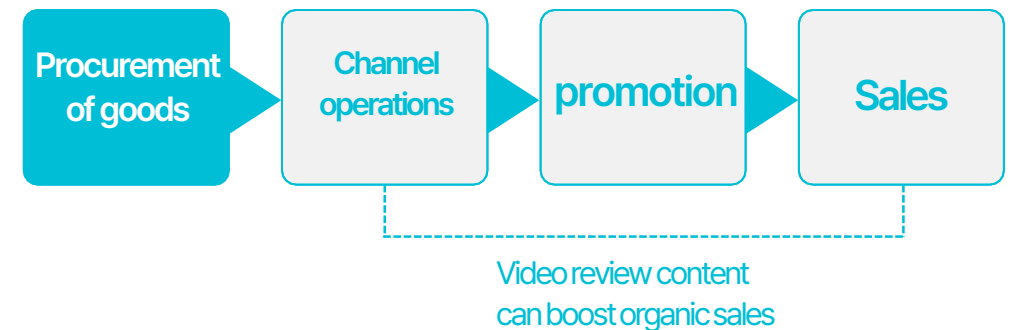 Procurement
of goods
Channel
operations
promotion
Sales
Video review content
can boost organic sales